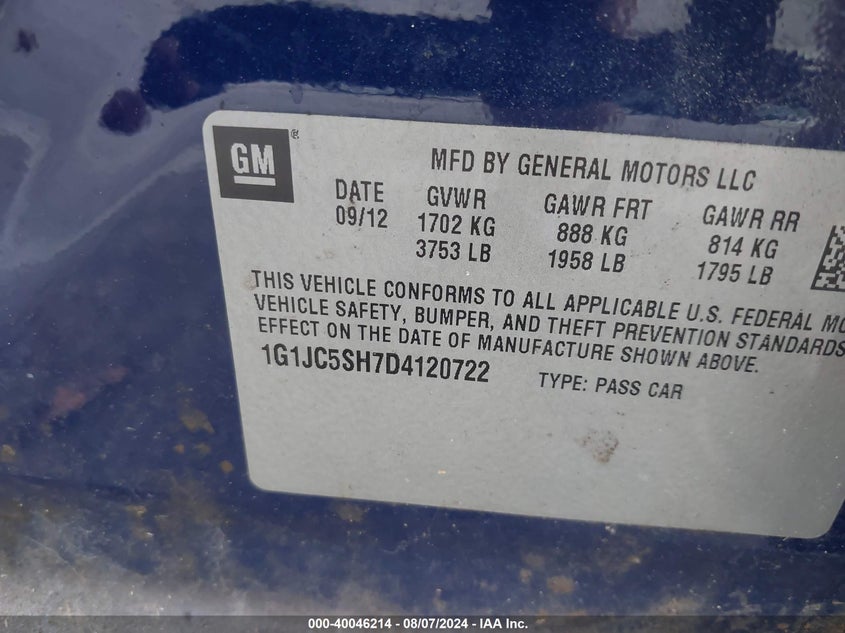 GM®
MFD BY GENERAL MOTORS LLC
DATE GVWR GAWR FRT GAWR RR
09/12 1702 KG 888 KG 814 KG
3753 LB 1958 LB 1795 LB
THIS VEHICLE CONFORMS TO ALL APPLICABLE U.S. FEDERAL
VEHICLE SAFETY, BUMPER, AND THEFT PREVENTION STANDARDS
EFFECT ON THE DATE OF MANUFACTURE SHOWN ABOVE.
1G1JC5SH7D4120722 TYPE: PASS CAR
000-40046214 - 08/07/2024 - IAA Inc.